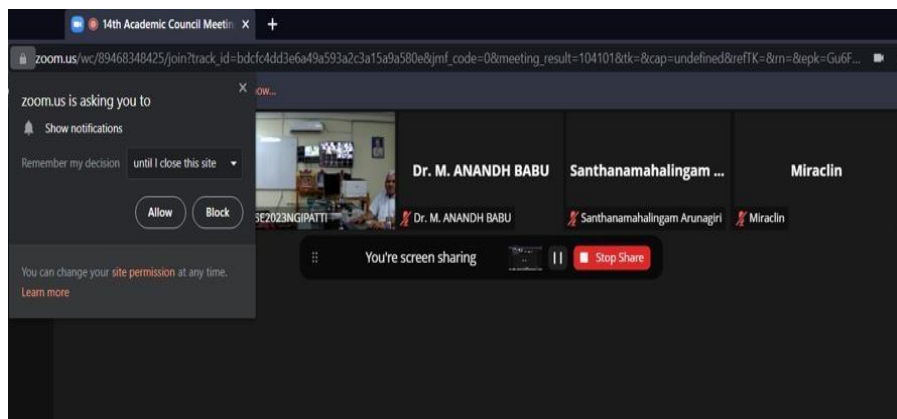 14th Academic Council Meetin
zoom.us/wc/89468348425/join?track_id=bdcfc4dd3e6a49a593a2c3a15a9a580e&jmf_code=0&meeting_result=104101&tk=&cap=undefined&refTK=&rn=&epk=Gu6F...
zoom.us is asking you to
ow...
Show notifications
Remember my decision until I close this site
Allow Block
You can change your site permission at any time.
Learn more
Dr. M. ANANDH BABU Santhanamahalingam ... Miraclin
SE2023NGIPATTI Dr. M. ANANDH BABU Santhanamahalingam Arunagiri Miraclin
You're screen sharing Stop Share